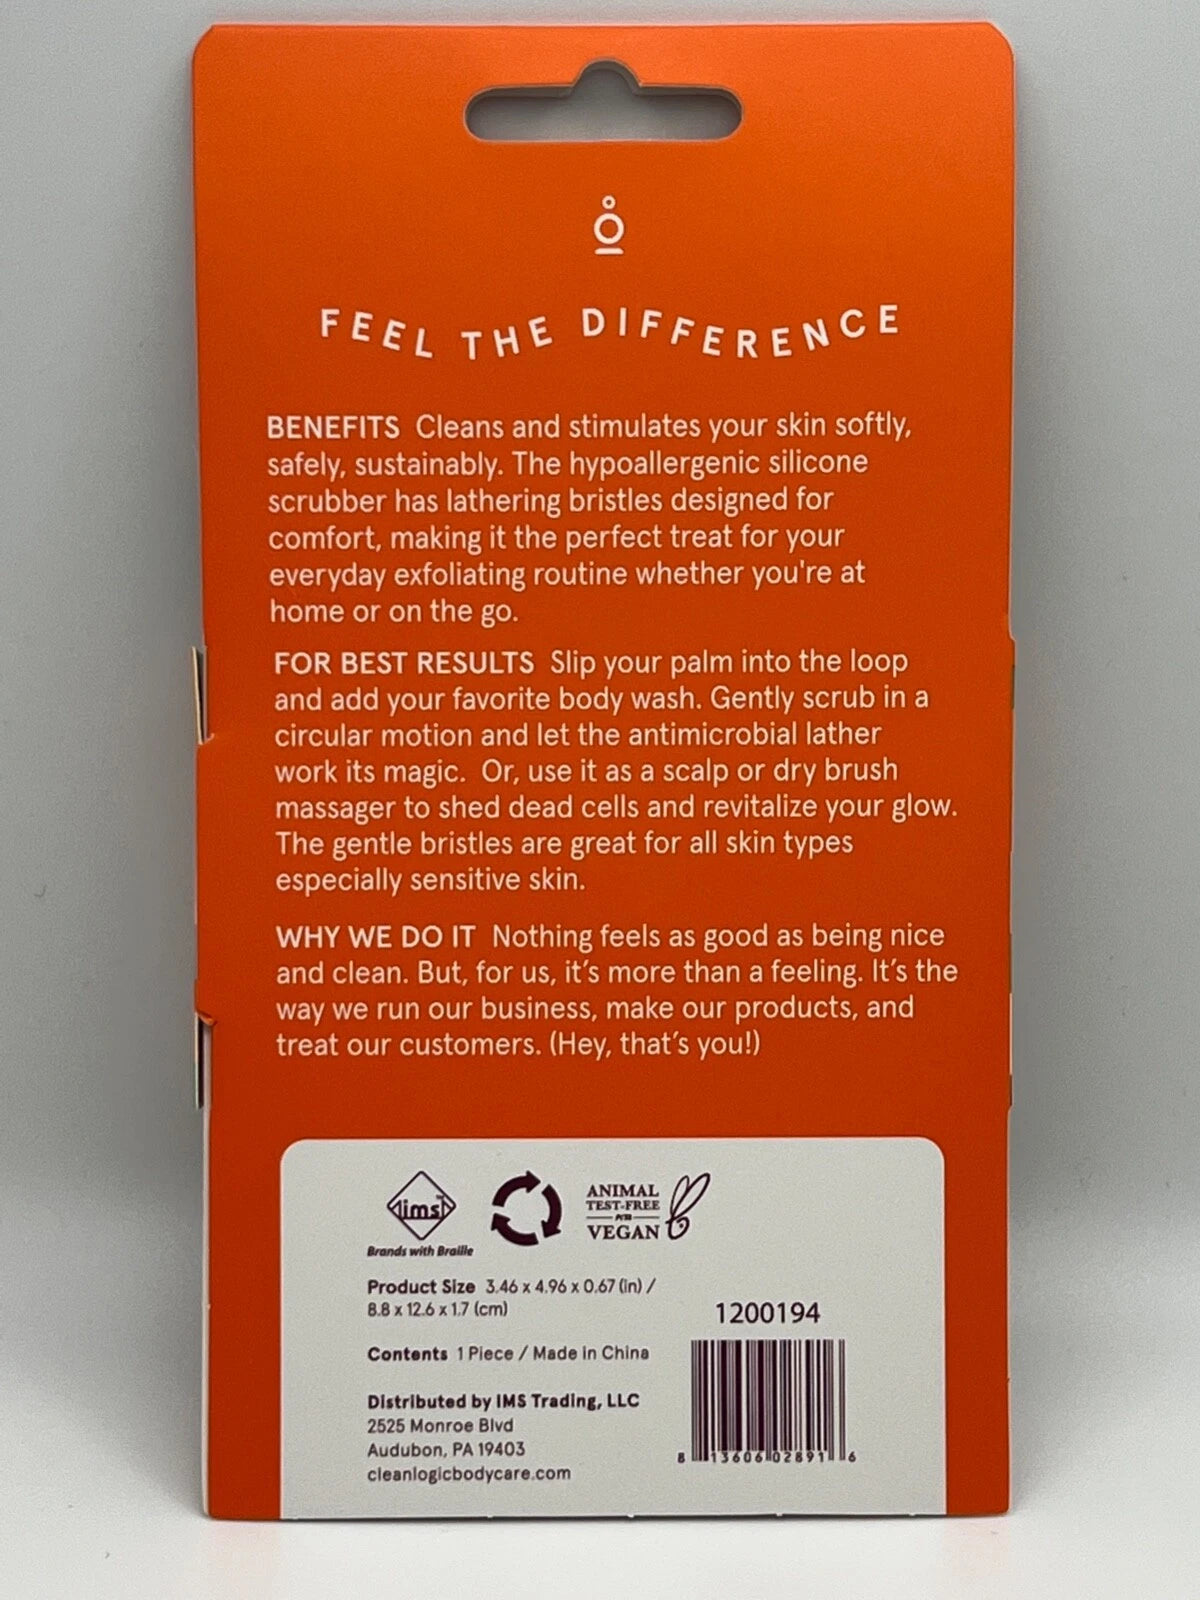 FEEL THE DIFFERENCE
BENEFITS Cleans and stimulates your skin softly,
safely, sustainably. The hypoallergenic silicone
scrubber has lathering bristles designed for
comfort, making it the perfect treat for your
everyday exfoliating routine whether you're at
home or on the go.
FOR BEST RESULTS Slip your palm into the loop
and add your favorite body wash. Gently scrub in a
circular motion and let the antimicrobial lather
work its magic. Or, use it as a scalp or dry brush
massager to shed dead cells and revitalize your glow.
The gentle bristles are great for all skin types
especially sensitive skin.
WHY WE DO IT Nothing feels as good as being nice
and clean. But, for us, it's more than a feeling. It's the
way we run our business, make our products, and
treat our customers. (Hey, that's you!)
ims
Brands with Braille
ANIMAL
TEST-FREE
PETA
VEGAN
Product Size 3.46 x 4.96 x 0.67 (in) /
8.8 x 12.6 x 1.7 (cm)
Contents 1 Piece / Made in China
Distributed by IMS Trading, LLC
2525 Monroe Blvd
Audubon, PA 19403
cleanlogicbodycare.com
1200194
8 13606 02891 6